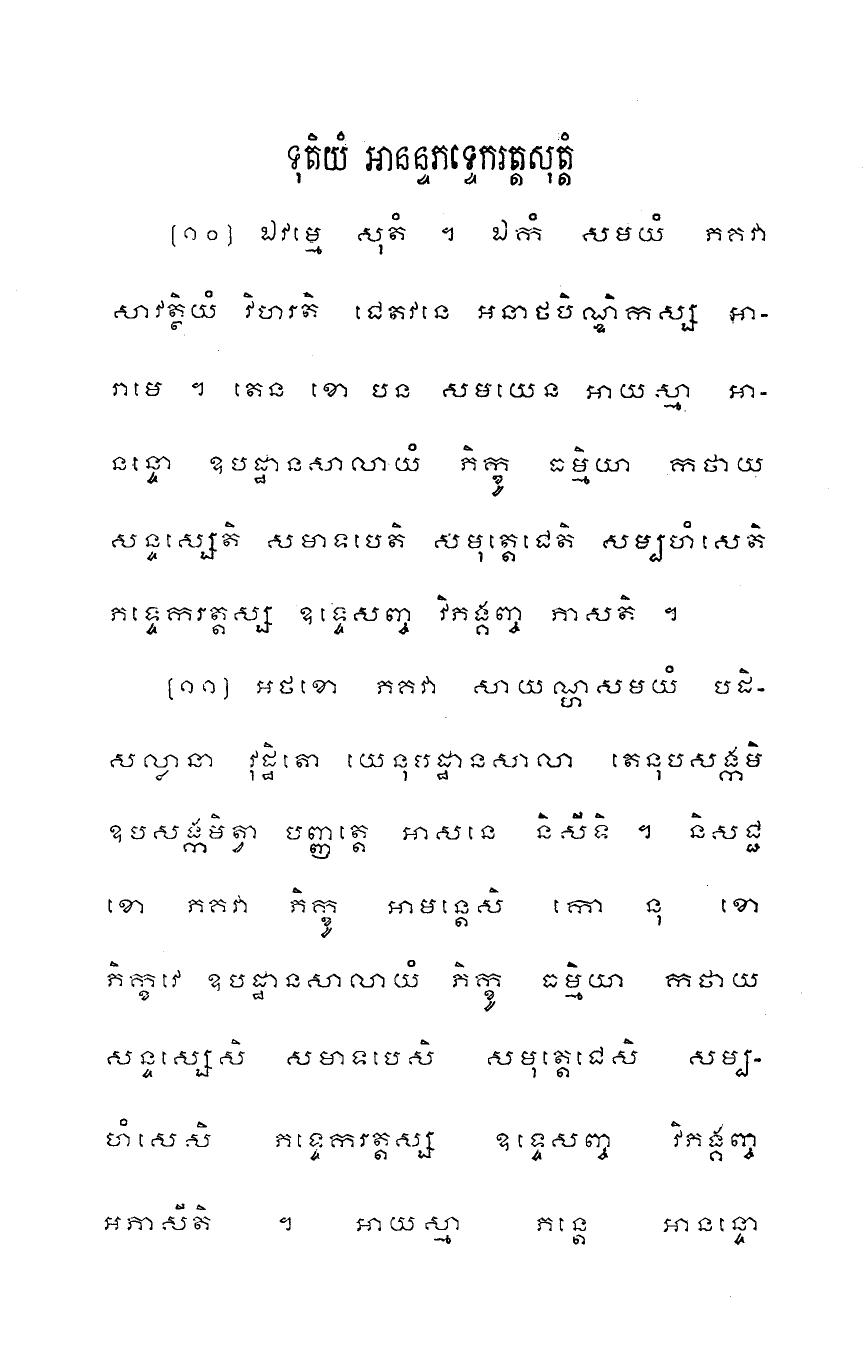 ទុតិយំ អានន្ទភទ្ទេករត្តសុត្តំ
[១០] ឯវម្មេ សុតំ ។ ឯកំ សមយំ ភគវា
សាវត្ថិយំ វិហរតិ ជេតវនេ អនាថបិណ្ឌិកស្ស អា-
រាមេ ។ តេន ខោ បន សមយេន អាយស្មា អា-
នន្ទោ ឧបដ្ឋានសាលាយំ ភិក្ខូ ធម្មិយា កថាយ
សន្ទស្សេតិ សមាទបេតិ សមុត្តេជេតិ សម្បហំសេតិ
ភទ្ទេករត្តស្ស ឧទ្ទេសញ្ច វិភង្គញ្ច ភាសតិ ។
[១១] អថខោ ភគវា សាយណ្ហសមយំ បដិ-
សល្លានា វុដ្ឋិតោ យេនុបដ្ឋានសាលា តេនុបសង្កមិ
ឧបសង្កមិត្វា បញ្ញត្តេ អាសនេ និសីទិ ។ និសជ្ជ
ខោ ភគវា ភិក្ខូ អាមន្តេសិ កោ នុ ខោ
ភិក្ខវេ ឧបដ្ឋានសាលាយំ ភិក្ខូ ធម្មិយា កថាយ
សន្ទស្សេសិ សមាទបេសិ សមុត្តេជេសិ សម្ប-
ហំសេសិ ភទ្ទេករត្តស្ស ឧទ្ទេសញ្ច វិភង្គញ្ច
អភាសីតិ ។ អាយស្មា ភន្តេ អានន្ទោ